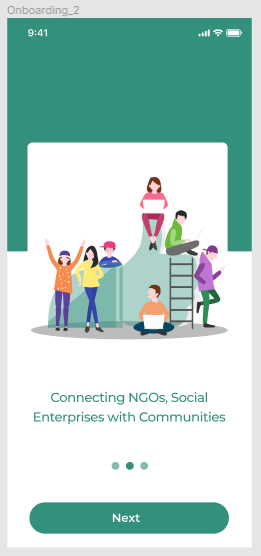 Onboarding_2
9:41
Connecting NGOs, Social
Enterprises with Communities
Next